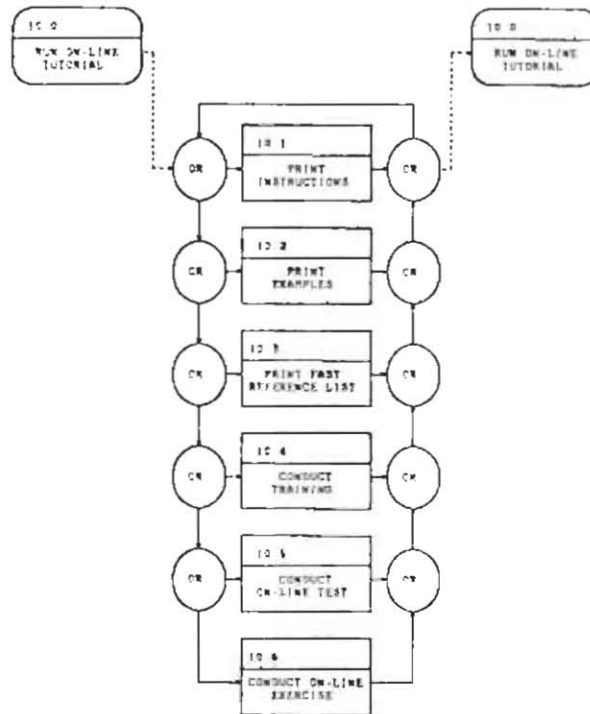 10 0
RUN ON-LINE
TUTORIAL
10 0
RUN ON-LINE
TUTORIAL
10 1
OR
PRINT
INSTRUCTIONS
OR
10 2
OR
PRINT
EXAMPLES
OR
10 3
OR
PRINT FAST
REFERENCE LIST
OR
10 4
OR
CONDUCT
TRAINING
OR
10 5
OR
CONDUCT
ON-LINE TEST
OR
10 6
CONDUCT ON-LINE
EXERCISE